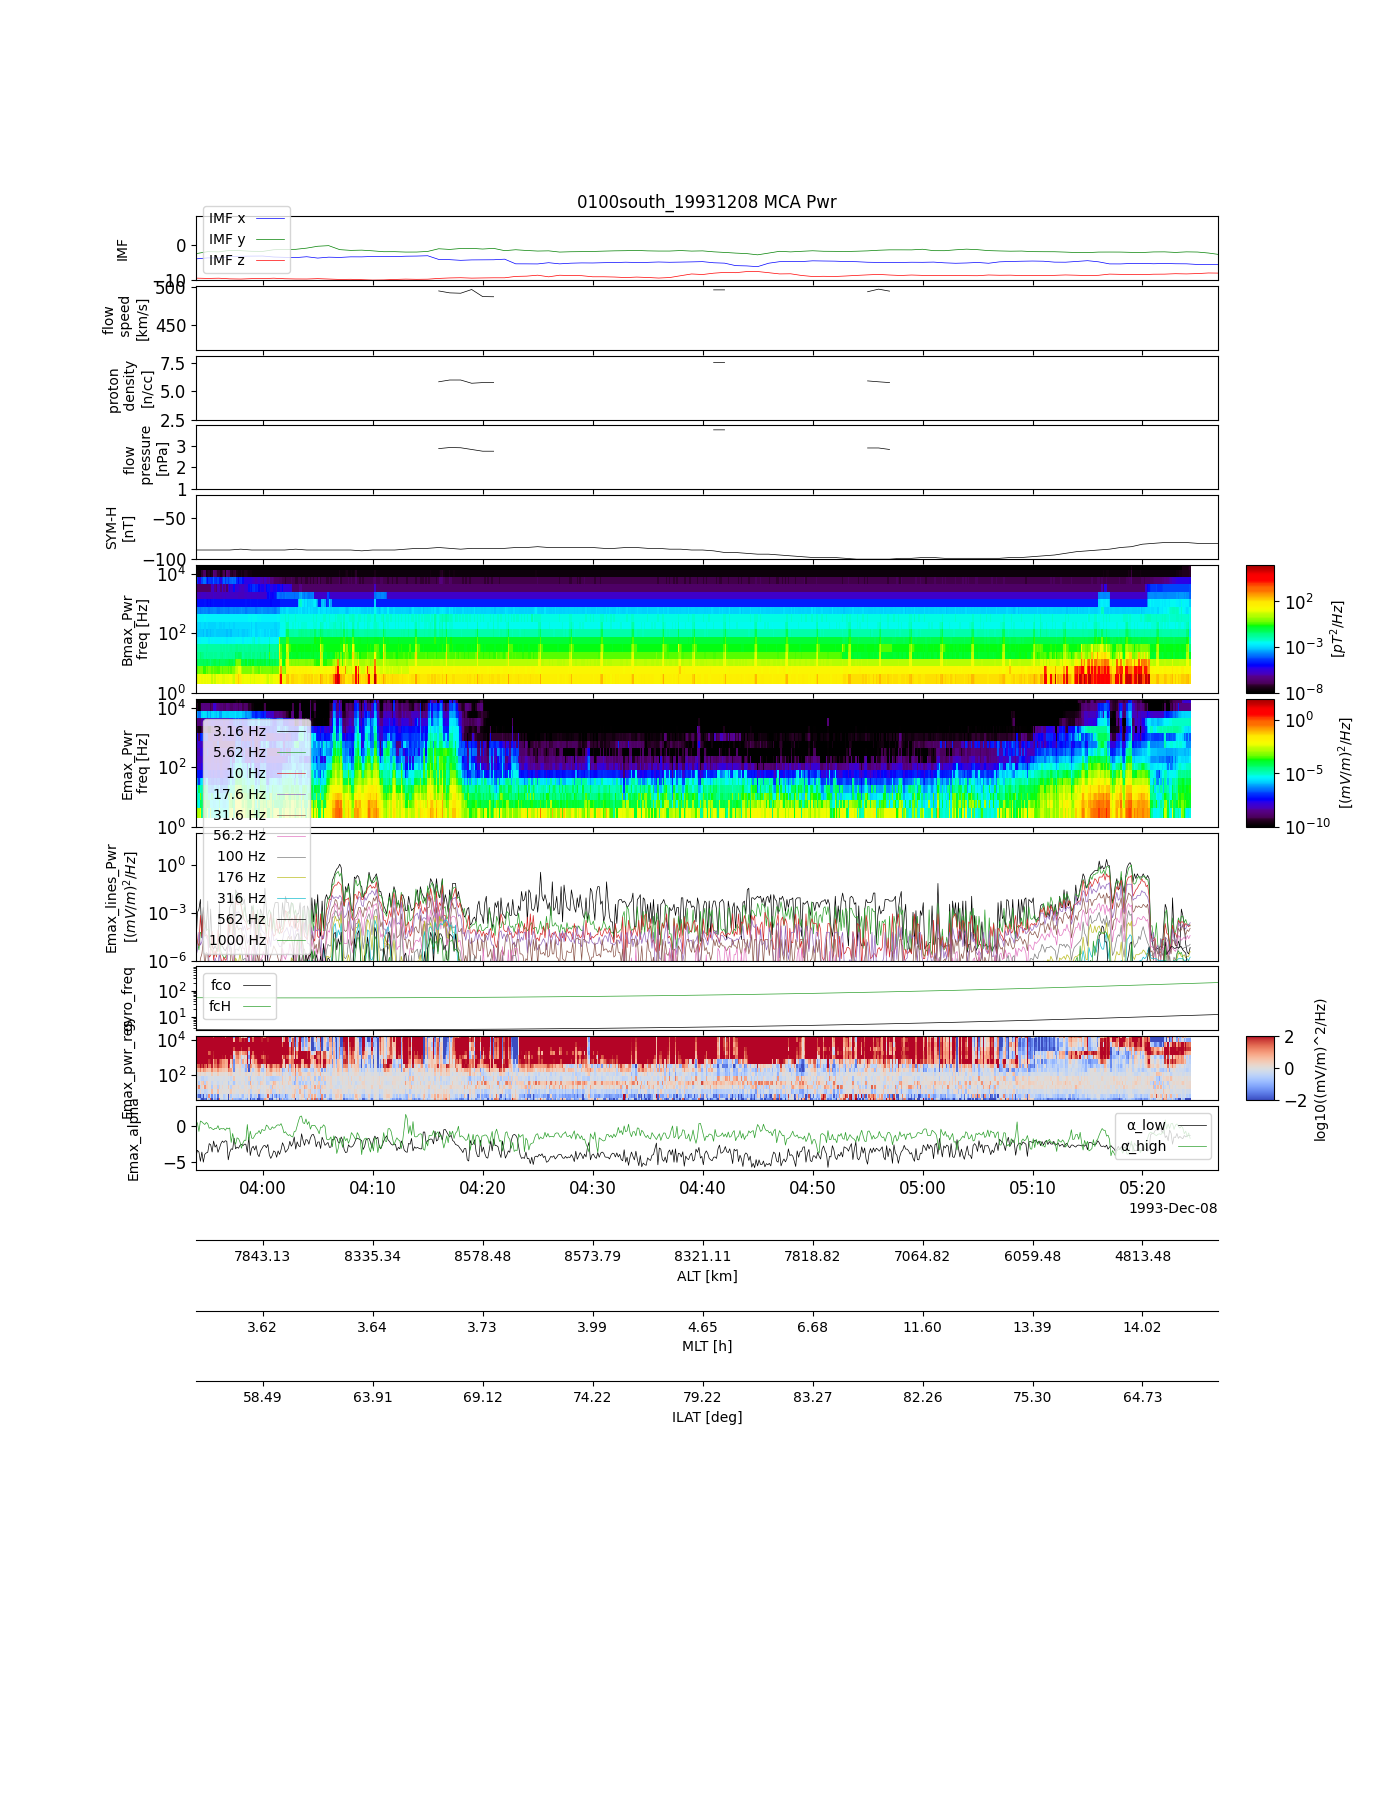 0100south_19931208 MCA Pwr
IMF
0
−10
IMF x
IMF y
IMF z
flow
speed
[km/s]
500
450
proton
density
[n/cc]
7.5
5.0
2.5
flow
pressure
[nPa]
3
2
1
SYM-H
[nT]
−50
−100
Bmax_Pwr
freq [Hz]
10^4
10^2
10^0
10^2
10^−3
10^−8
[pT^2/Hz]
Emax_Pwr
freq [Hz]
10^4
10^2
10^0
10^0
10^−5
10^−10
[(mV/m)^2/Hz]
3.16 Hz
5.62 Hz
10 Hz
17.6 Hz
31.6 Hz
56.2 Hz
100 Hz
176 Hz
316 Hz
562 Hz
1000 Hz
Emax_lines_Pwr
[(mV/m)^2/Hz]
10^0
10^−3
10^−6
gyro_freq
10^2
10^1
fco
fcH
Emax_pwr_reg
10^4
10^2
2
0
−2
log10((mV/m)^2/Hz)
Emax_alpha
0
−5
α_low
α_high
04:00 04:10 04:20 04:30 04:40 04:50 05:00 05:10 05:20
1993-Dec-08
7843.13 8335.34 8578.48 8573.79 8321.11 7818.82 7064.82 6059.48 4813.48
ALT [km]
3.62 3.64 3.73 3.99 4.65 6.68 11.60 13.39 14.02
MLT [h]
58.49 63.91 69.12 74.22 79.22 83.27 82.26 75.30 64.73
ILAT [deg]